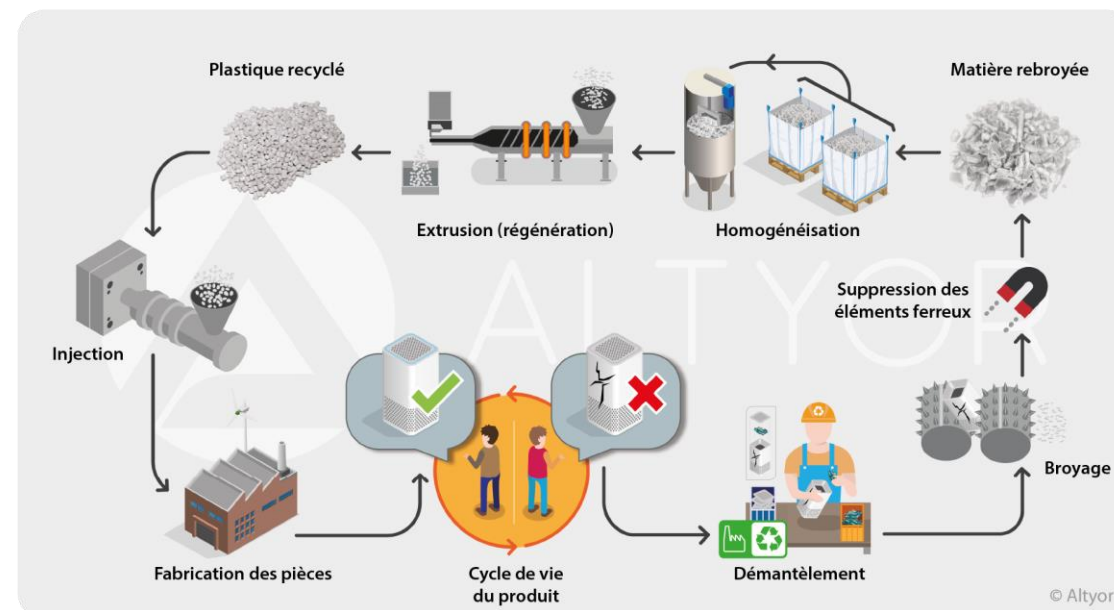 Plastique recyclé
Matière rebroyée
Extrusion (régénération)
Homogénéisation
ALTYOR
Suppression des
éléments ferreux
Injection
Broyage
Fabrication des pièces
Cycle de vie
du produit
Démantèlement
© Altyor